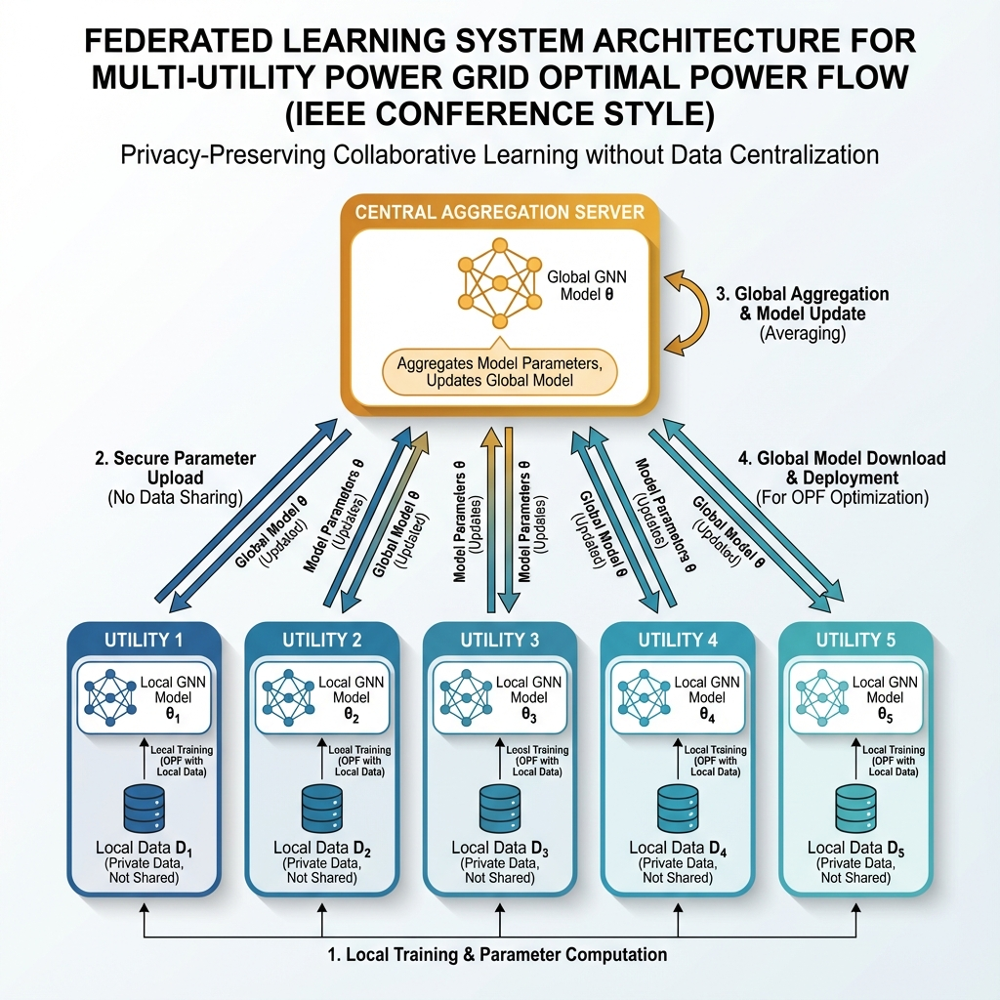 FEDERATED LEARNING SYSTEM ARCHITECTURE FOR
MULTI-UTILITY POWER GRID OPTIMAL POWER FLOW
(IEEE CONFERENCE STYLE)
Privacy-Preserving Collaborative Learning without Data Centralization
CENTRAL AGGREGATION SERVER
Global GNN
Model θ
Aggregates Model Parameters,
Updates Global Model
3. Global Aggregation
& Model Update
(Averaging)
2. Secure Parameter
Upload
(No Data Sharing)
4. Global Model Download
& Deployment
(For OPF Optimization)
Global Model θ
(Updated)
Model Parameters θ
(Updates)
Global Model θ
(Updated)
Model Parameters θ
(Updates)
Model Parameters θ
(Updates)
Global Model θ
(Updated)
Model Parameters θ
(Updates)
Global Model θ
(Updated)
UTILITY 1
Local GNN
Model
θ₁
Local Training
(OPF with
Local Data)
Local Data D₁
(Private Data,
Not Shared)
UTILITY 2
Local GNN
Model
θ₂
Local Training
(OPF with
Local Data)
Local Data D₂
(Private Data,
Not Shared)
UTILITY 3
Local GNN
Model
θ₃
Leosl Training
(OPF with
Local Data)
Local Data D₃
(Private Data,
Not Shared)
UTILITY 4
Local GNN
Model
θ₄
Local Training
(OPF with
Local Data)
Local Data D₄
(Private Data,
Not Shared)
UTILITY 5
Local GNN
Model
θ₅
Local Training
(OPF with
Local Data)
Local Data D₅
(Private Data,
Not Shared)
1. Local Training & Parameter Computation